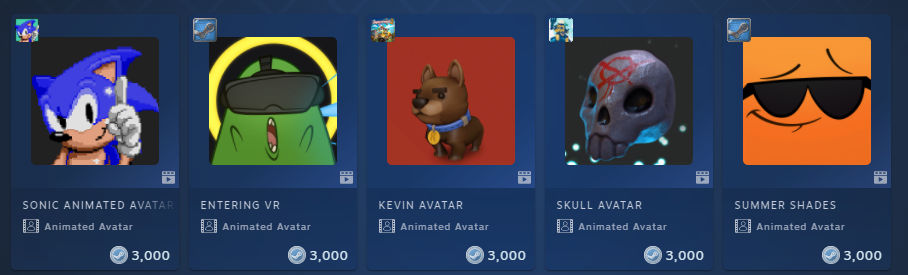 SONIC ANIMATED AVATAR
Animated Avatar
3,000
ENTERING VR
Animated Avatar
3,000
KEVIN AVATAR
Animated Avatar
3,000
SKULL AVATAR
Animated Avatar
3,000
SUMMER SHADES
Animated Avatar
3,000